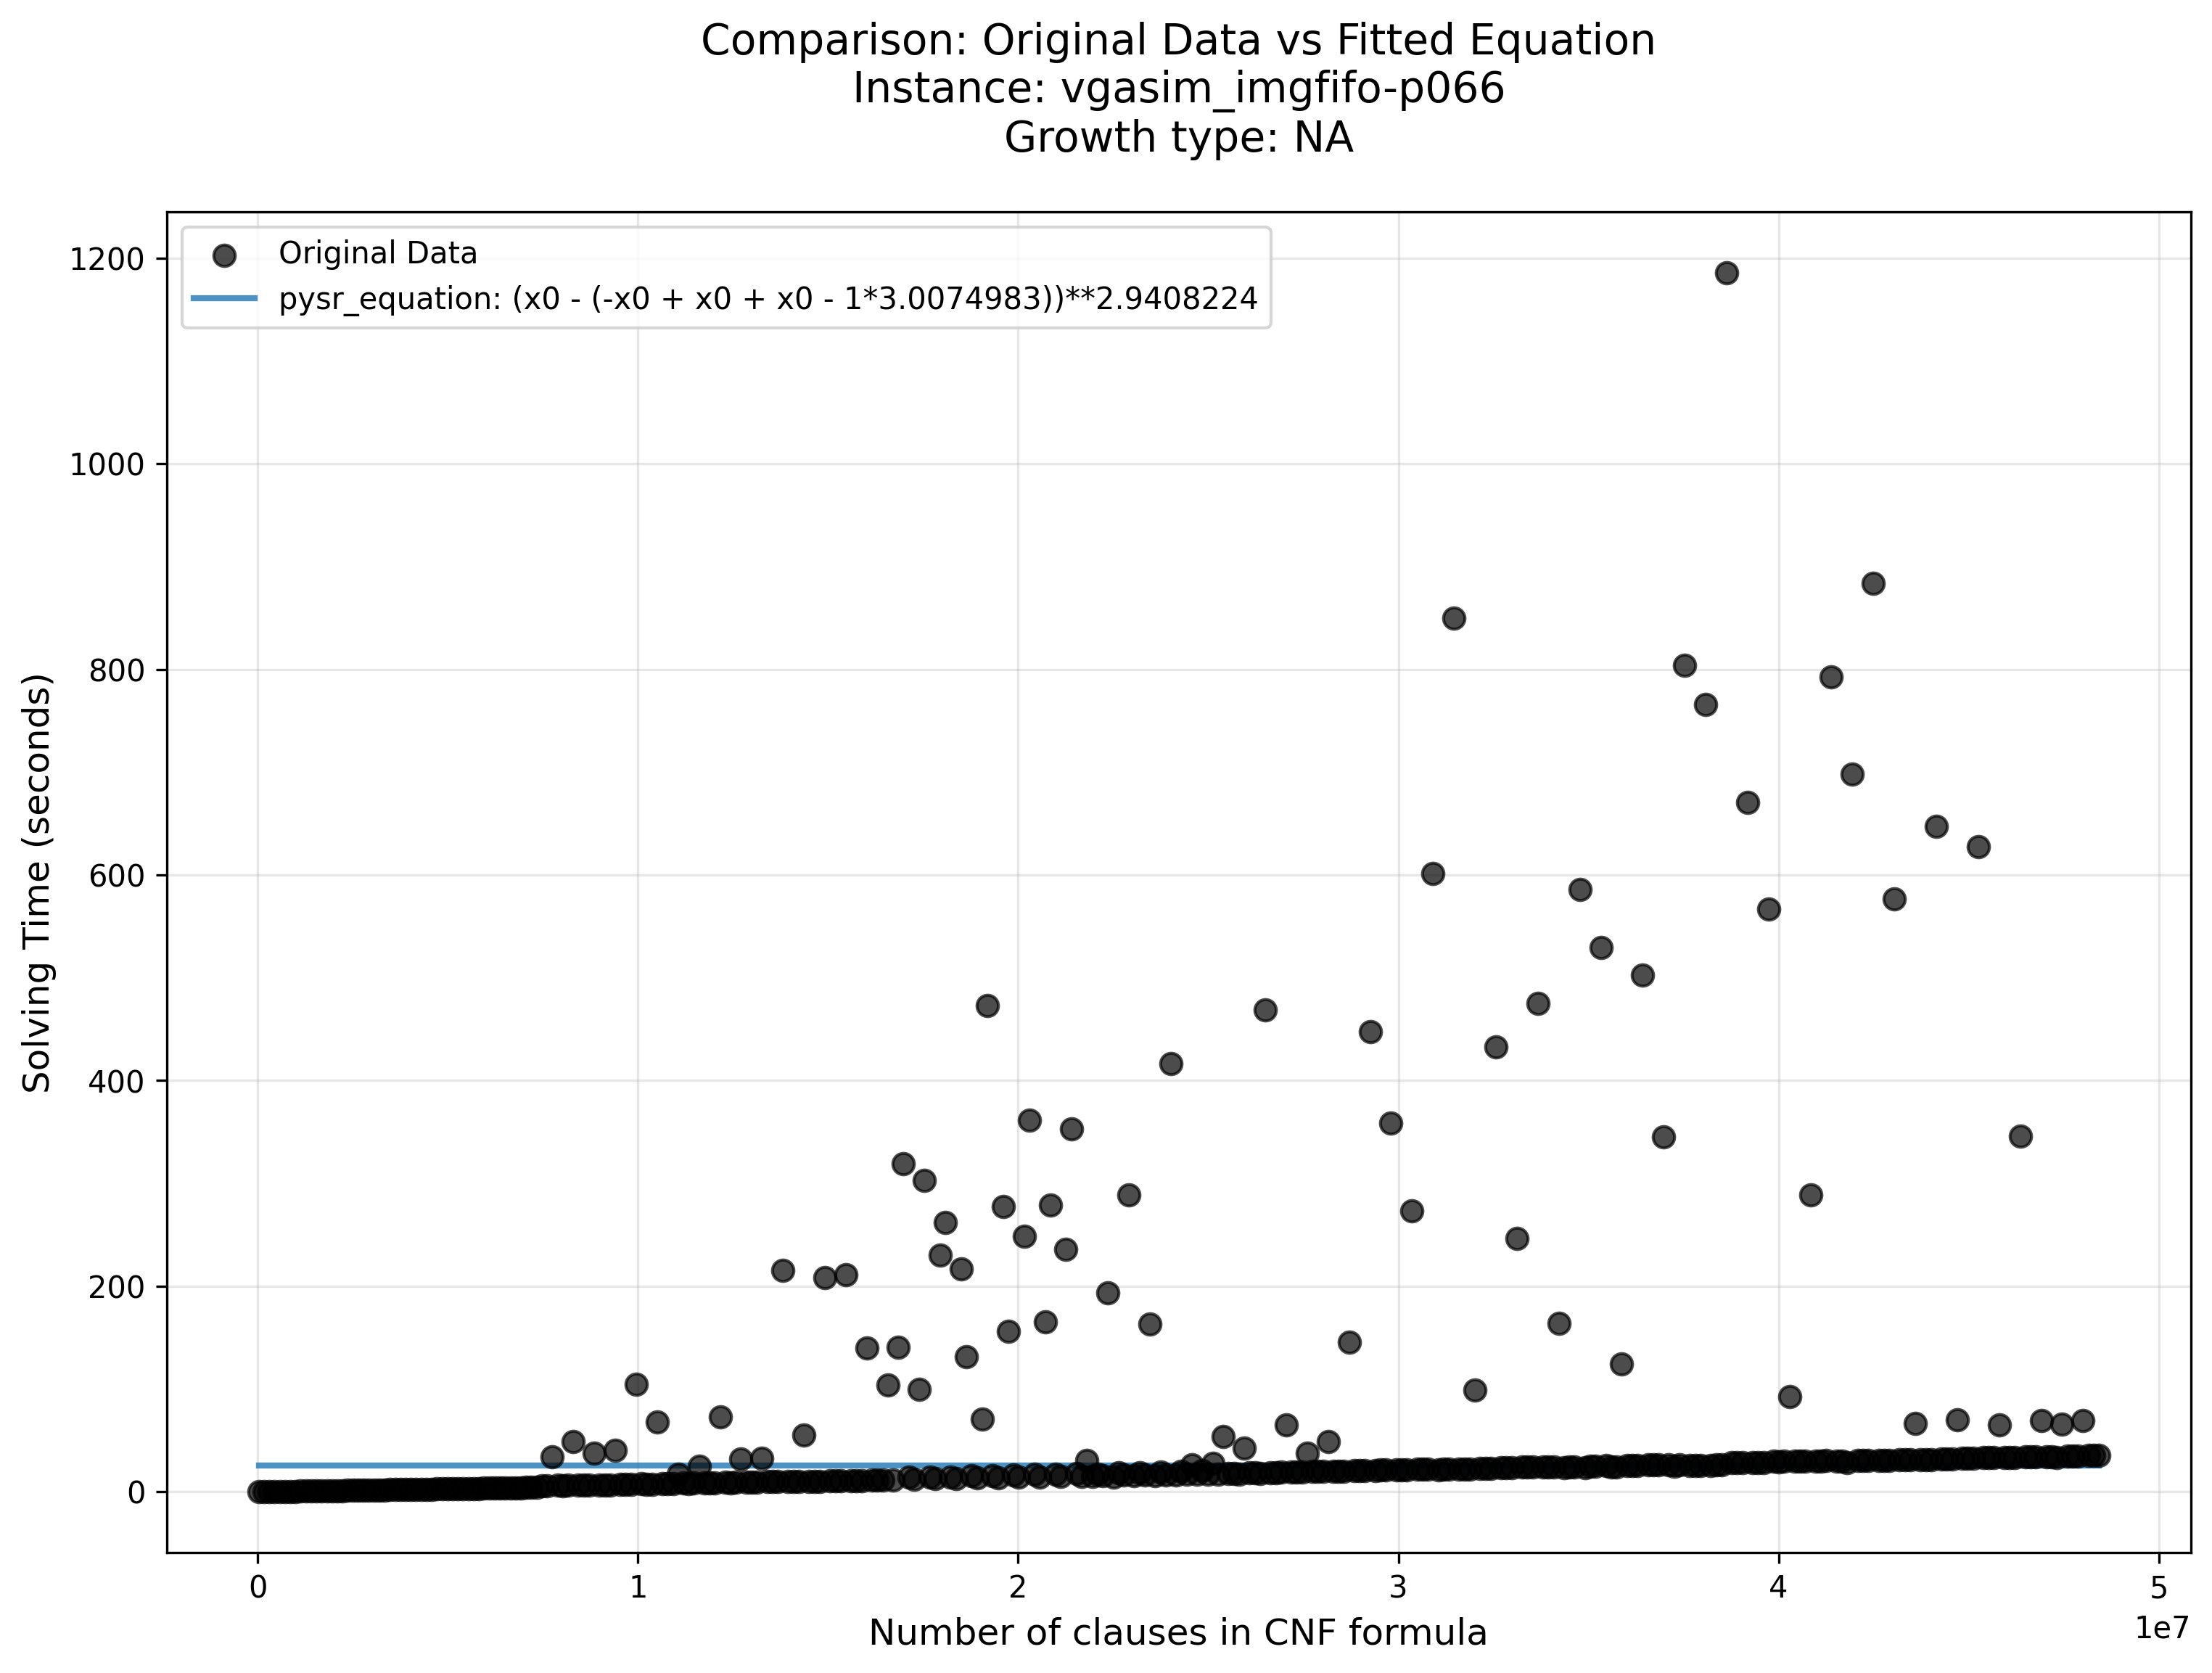 Comparison: Original Data vs Fitted Equation
Instance: vgasim_imgfifo-p066
Growth type: NA
Original Data
pysr_equation: (x0 - (-x0 + x0 + x0 - 1*3.0074983))**2.9408224
1200
1000
800
600
400
200
0
Solving Time (seconds)
0 1 2 3 4 5
1e7
Number of clauses in CNF formula